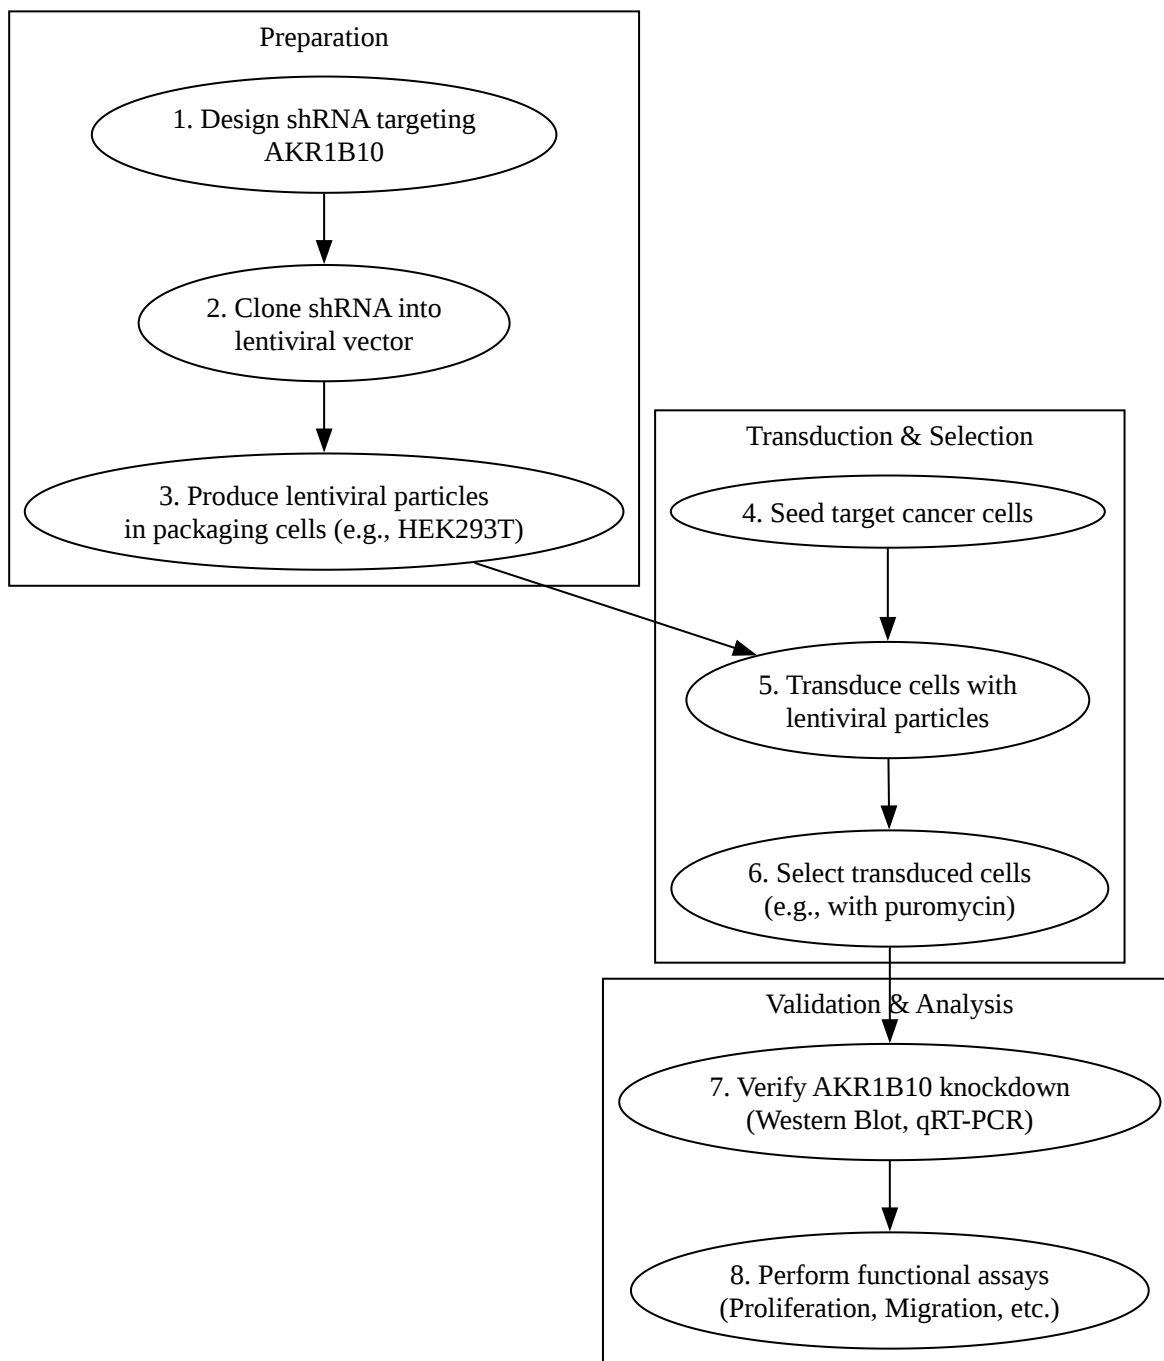 Preparation
1. Design shRNA targeting
AKR1B10
2. Clone shRNA into
lentiviral vector
3. Produce lentiviral particles
in packaging cells (e.g., HEK293T)
Transduction & Selection
4. Seed target cancer cells
5. Transduce cells with
lentiviral particles
6. Select transduced cells
(e.g., with puromycin)
Validation & Analysis
7. Verify AKR1B10 knockdown
(Western Blot, qRT-PCR)
8. Perform functional assays
(Proliferation, Migration, etc.)